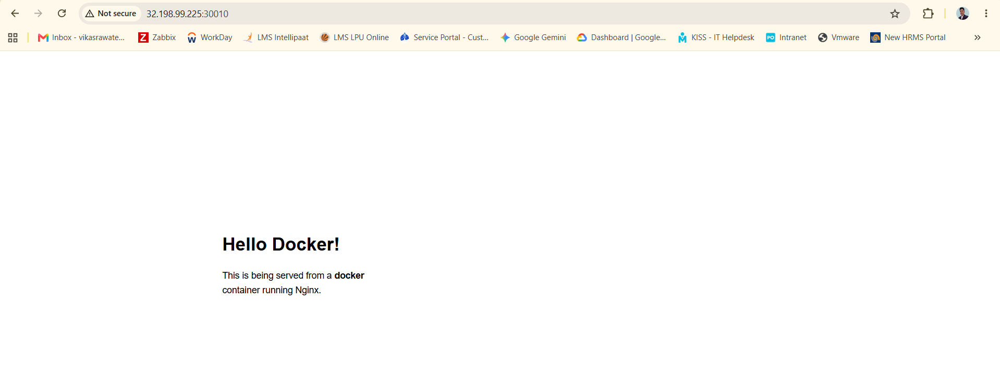 Not secure 32.198.99.225:30010
Inbox - vikasrawate... Zabbix WorkDay LMS Intellipaat LMS LPU Online Service Portal - Cust... Google Gemini Dashboard | Google... KISS - IT Helpdesk PO Intranet Vmware New HRMS Portal
Hello Docker!
This is being served from a docker
container running Nginx.